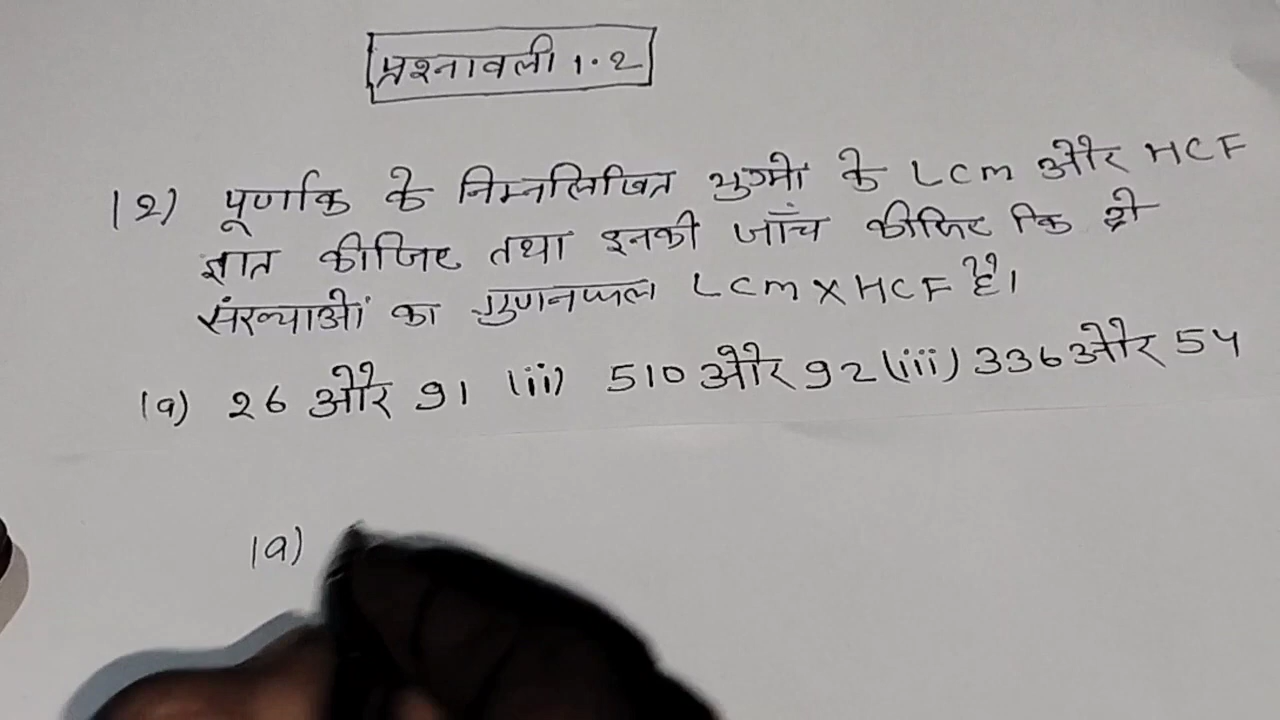 प्रश्नावली 1.2
(2) पूर्णाक के निम्नलिखित युग्मो के LCM और HCF
ज्ञात कीजिए तथा इनकी जाँच कीजिए कि दो
संख्याओं का गुणनफल LCM X HCF है।
(a) 26 और 91 (ii) 510 और 92 (iii) 336 और 54
(a)